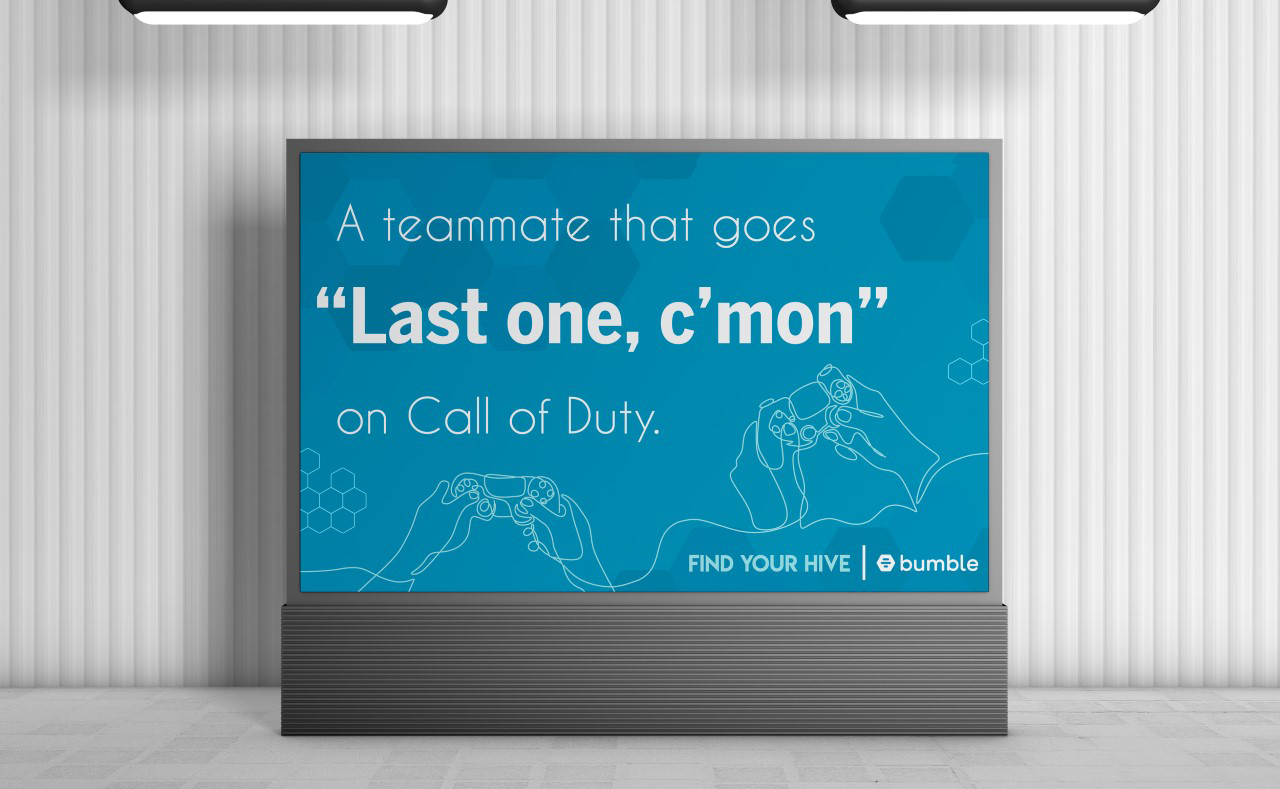 A teammate that goes
“Last one, c’mon”
on Call of Duty.
FIND YOUR HIVE | bumble